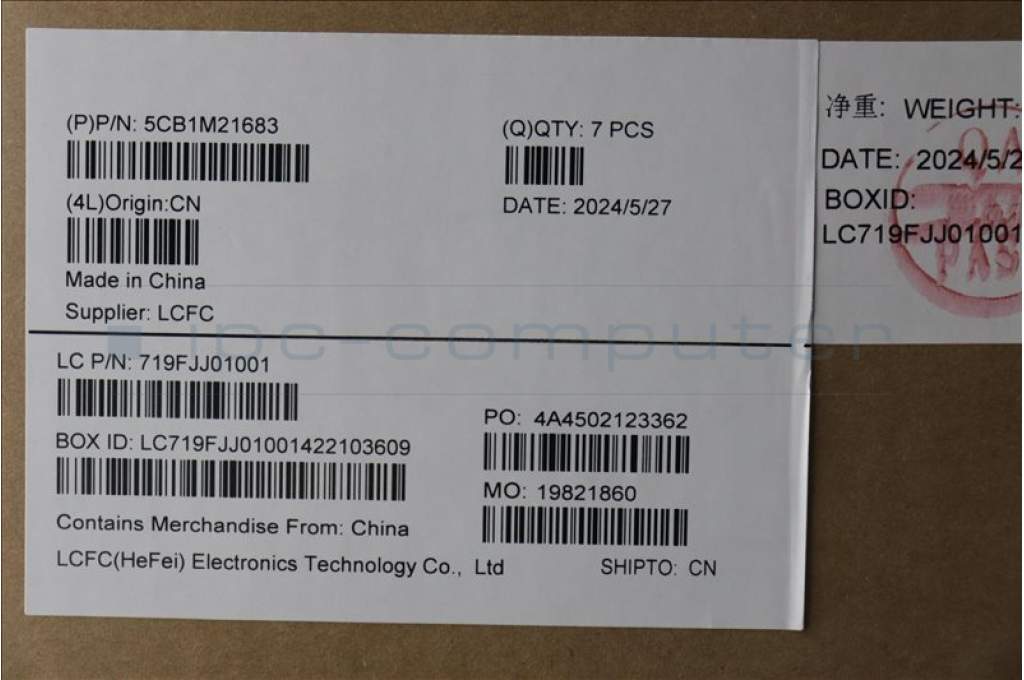 (P)P/N: 5CB1M21683
(Q)QTY: 7 PCS
(4L)Origin:CN
DATE: 2024/5/27
Made in China
Supplier: LCFC
LC P/N: 719FJJ01001
PO: 4A4502123362
BOX ID: LC719FJJ01001422103609
MO: 19821860
Contains Merchandise From: China
LCFC(HeFei) Electronics Technology Co., Ltd
SHIPTO: CN
净重: WEIGHT:
DATE: 2024/5/2
BOXID:
LC719FJJ01001
ipc-computer